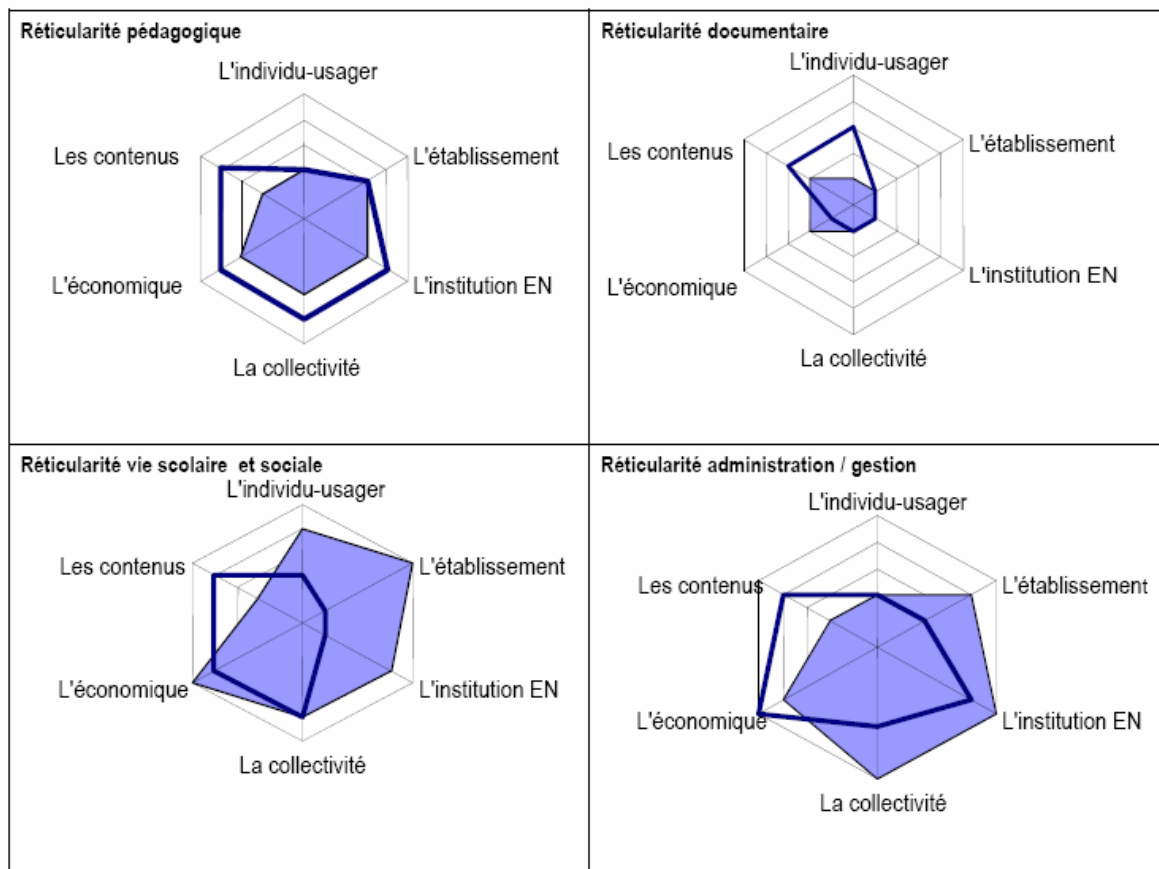 Réticularité pédagogique
L'individu-usager
Les contenus
L'établissement
L'économique
L'institution EN
La collectivité
Réticularité documentaire
L'individu-usager
Les contenus
L'établissement
L'économique
L'institution EN
La collectivité
Réticularité vie scolaire et sociale
L'individu-usager
Les contenus
L'établissement
L'économique
L'institution EN
La collectivité
Réticularité administration / gestion
L'individu-usager
Les contenus
L'établissement
L'économique
L'institution EN
La collectivité